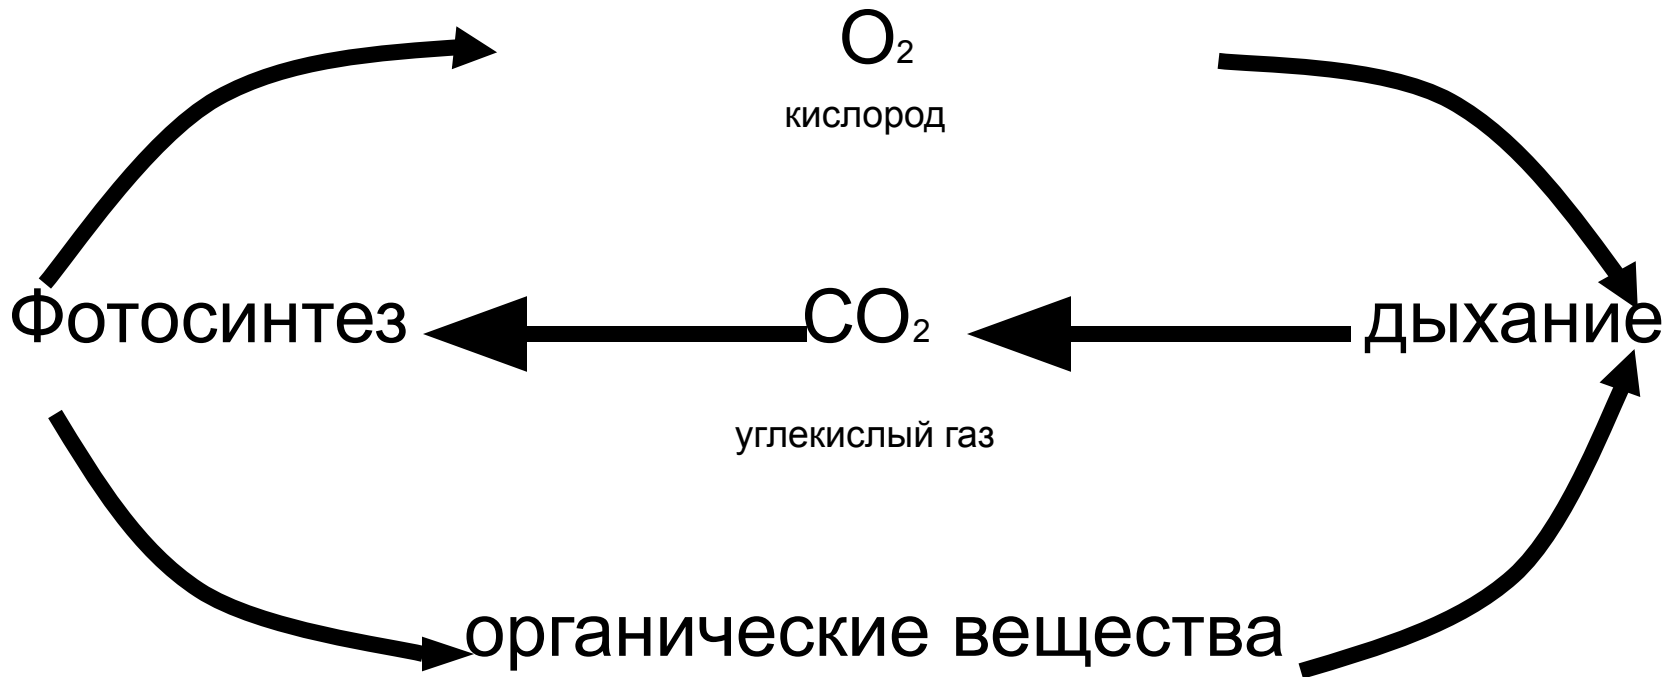 O₂
кислород
Фотосинтез
CO₂
дыхание
углекислый газ
органические вещества